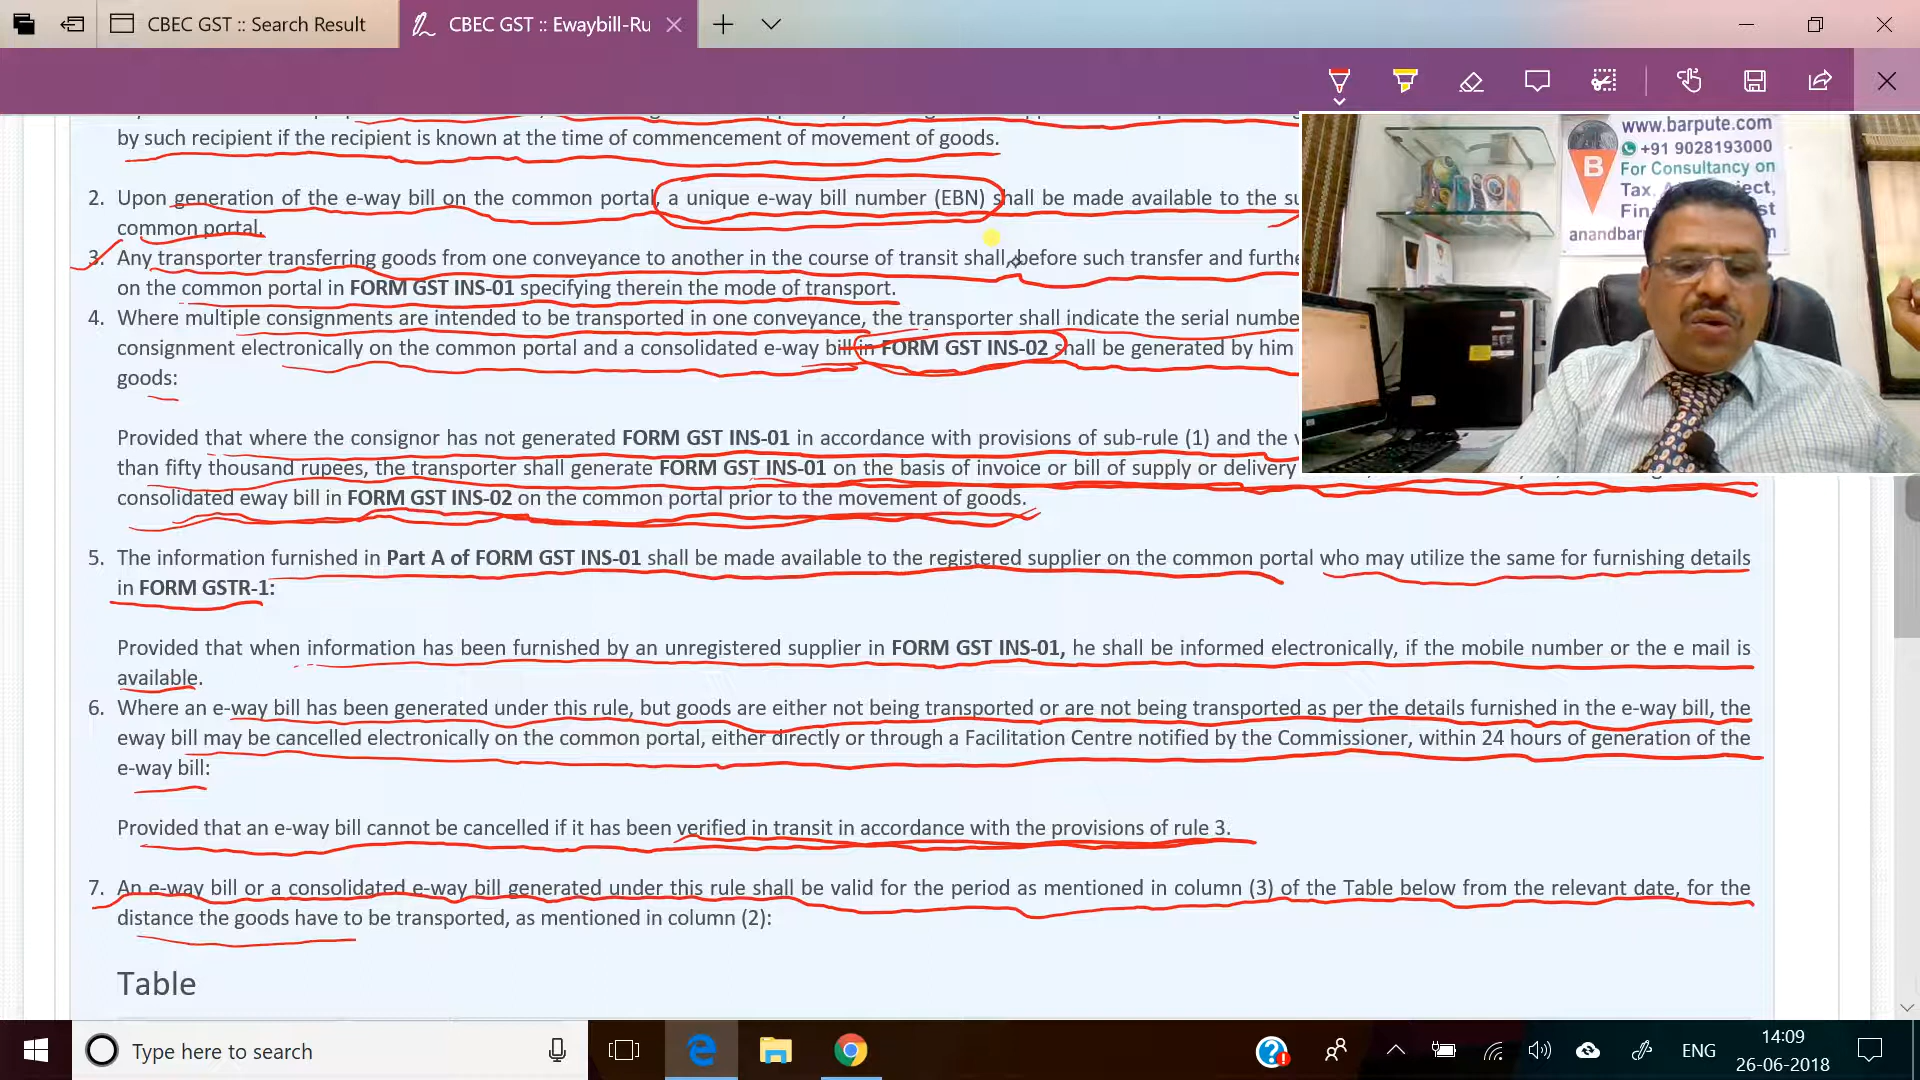 CBEC GST :: Search Result
CBEC GST :: Ewaybill-Ru
by such recipient if the recipient is known at the time of commencement of movement of goods.
2. Upon generation of the e-way bill on the common portal, a unique e-way bill number (EBN) shall be made available to the su
common portal.
3. Any transporter transferring goods from one conveyance to another in the course of transit shall, before such transfer and furthe
on the common portal in FORM GST INS-01 specifying therein the mode of transport.
4. Where multiple consignments are intended to be transported in one conveyance, the transporter shall indicate the serial numbe
consignment electronically on the common portal and a consolidated e-way bill in FORM GST INS-02 shall be generated by him
goods:
Provided that where the consignor has not generated FORM GST INS-01 in accordance with provisions of sub-rule (1) and the v
than fifty thousand rupees, the transporter shall generate FORM GST INS-01 on the basis of invoice or bill of supply or delivery
consolidated eway bill in FORM GST INS-02 on the common portal prior to the movement of goods.
5. The information furnished in Part A of FORM GST INS-01 shall be made available to the registered supplier on the common portal who may utilize the same for furnishing details
in FORM GSTR-1:
Provided that when information has been furnished by an unregistered supplier in FORM GST INS-01, he shall be informed electronically, if the mobile number or the e mail is
available.
6. Where an e-way bill has been generated under this rule, but goods are either not being transported or are not being transported as per the details furnished in the e-way bill, the
eway bill may be cancelled electronically on the common portal, either directly or through a Facilitation Centre notified by the Commissioner, within 24 hours of generation of the
e-way bill:
Provided that an e-way bill cannot be cancelled if it has been verified in transit in accordance with the provisions of rule 3.
7. An e-way bill or a consolidated e-way bill generated under this rule shall be valid for the period as mentioned in column (3) of the Table below from the relevant date, for the
distance the goods have to be transported, as mentioned in column (2):
Table
www.barpute.com
+91 9028193000
B
For Consultancy on
Tax,
anandbar
Type here to search
ENG
14:09
26-06-2018